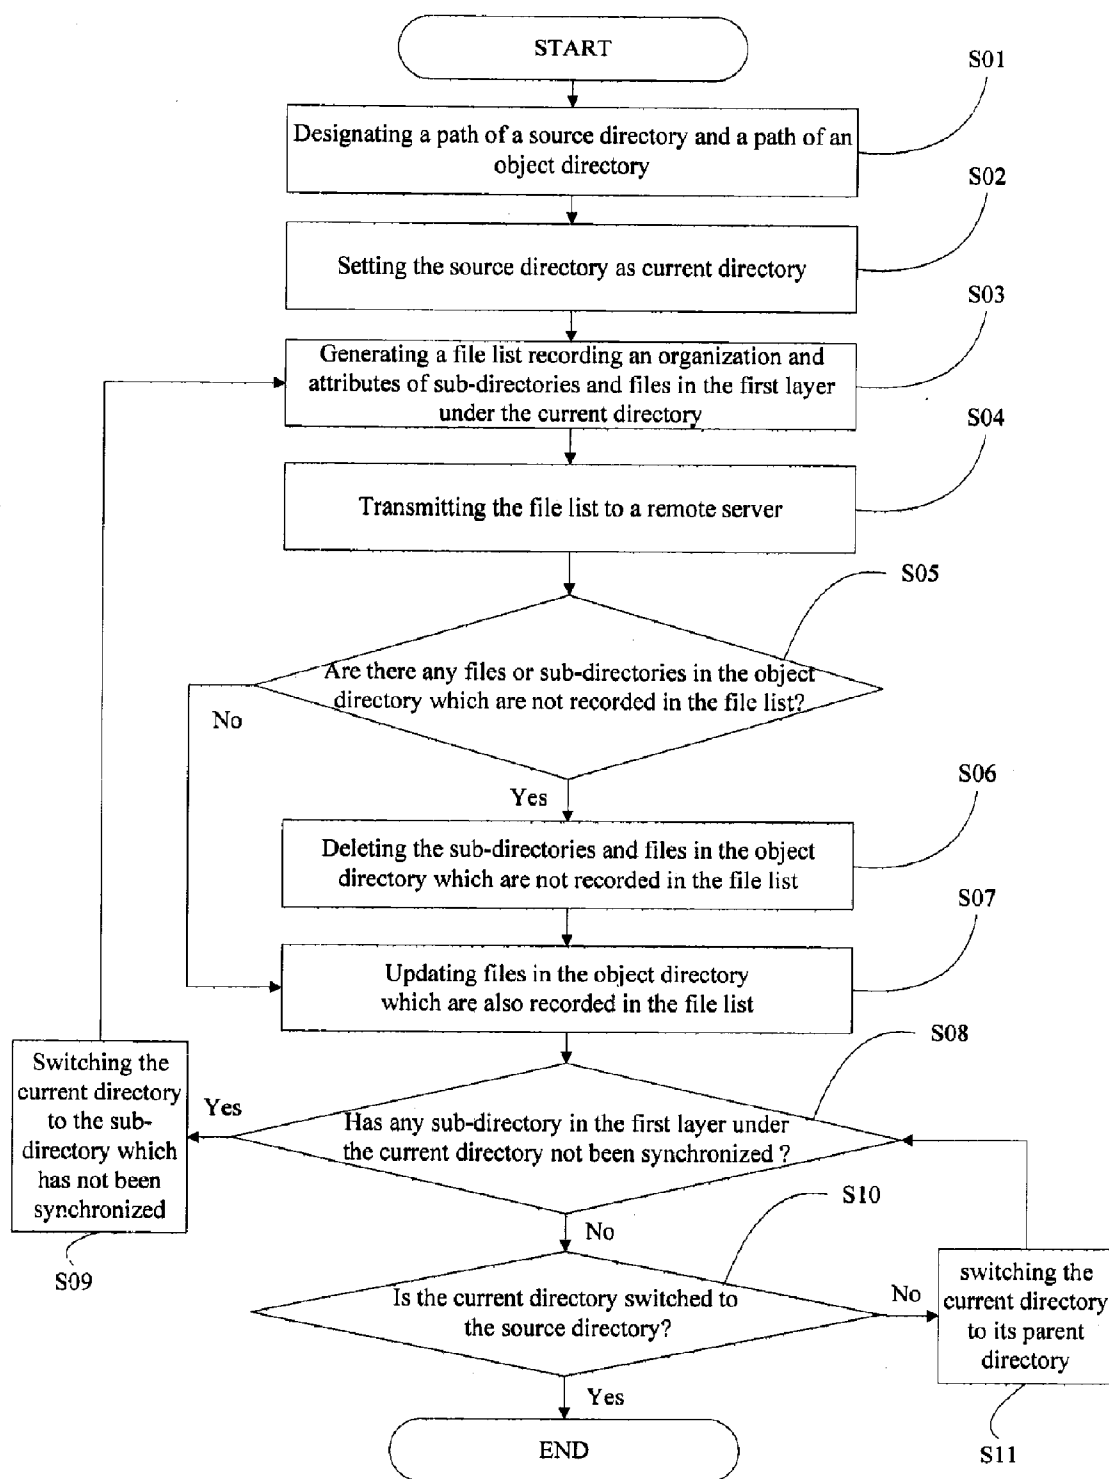 START
S01
Designating a path of a source directory and a path of an
object directory
S02
Setting the source directory as current directory
S03
Generating a file list recording an organization and
attributes of sub-directories and files in the first layer
under the current directory
S04
Transmitting the file list to a remote server
S05
Are there any files or sub-directories in the object
directory which are not recorded in the file list?
No
Yes
S06
Deleting the sub-directories and files in the object
directory which are not recorded in the file list
S07
Updating files in the object directory
which are also recorded in the file list
S08
Switching the
current directory
to the sub-
directory which
has not been
synchronized
Yes
Has any sub-directory in the first layer under
the current directory not been synchronized ?
S09
No
S10
Is the current directory switched to
the source directory?
No
switching the
current directory
to its parent
directory
Yes
S11
END